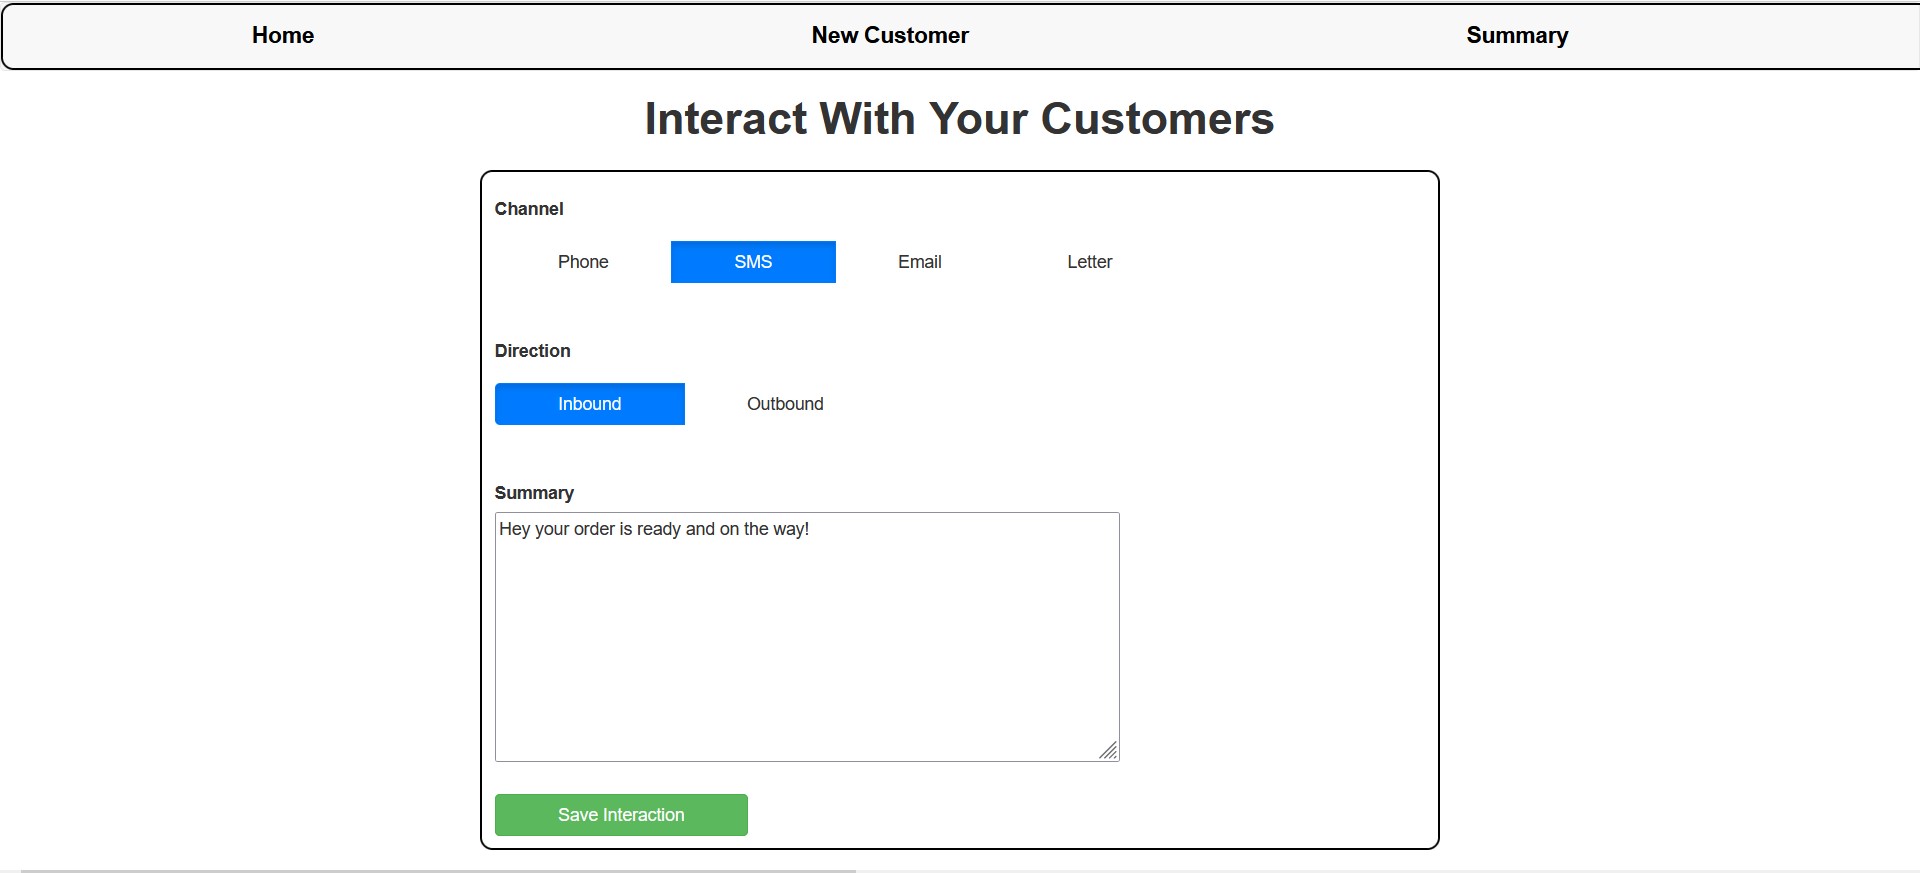 Home New Customer Summary
Interact With Your Customers
Channel
Phone SMS Email Letter
Direction
Inbound Outbound
Summary
Hey your order is ready and on the way!
Save Interaction